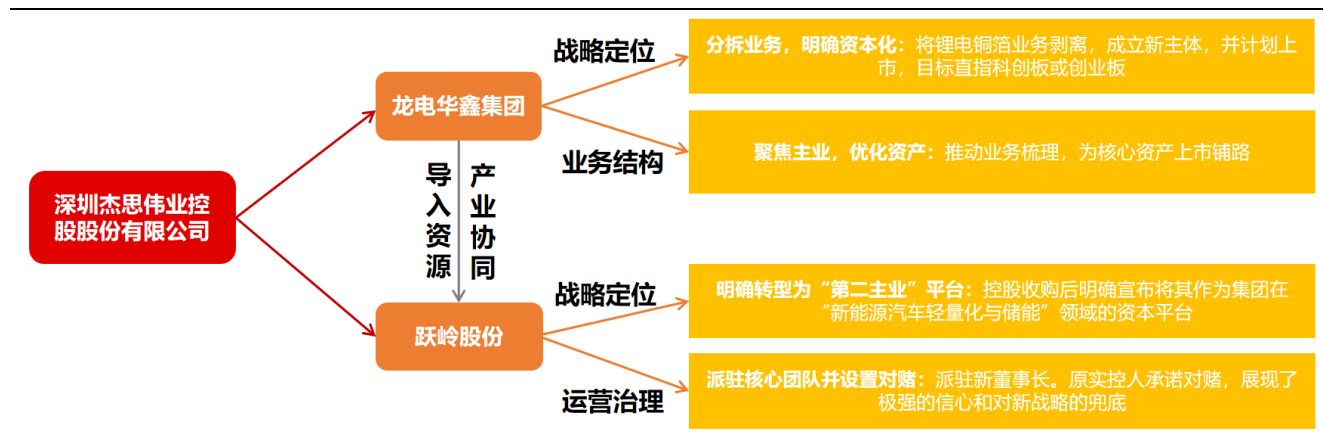 深圳杰思伟业控
股股份有限公司
龙电华鑫集团
战略定位
分拆业务，明确资本化：将锂电铜箔业务剥离，成立新主体，并计划上
市，目标直指科创板或创业板
业务结构
聚焦主业，优化资产：推动业务梳理，为核心资产上市铺路
导入资源
产业协同
跃岭股份
战略定位
明确转型为“第二主业”平台：控股收购后明确宣布将其作为集团在
“新能源汽车轻量化与储能”领域的资本平台
运营治理
派驻核心团队并设置对赌：派驻新董事长。原实控人承诺对赌，展现了
极强的信心和对新战略的兜底